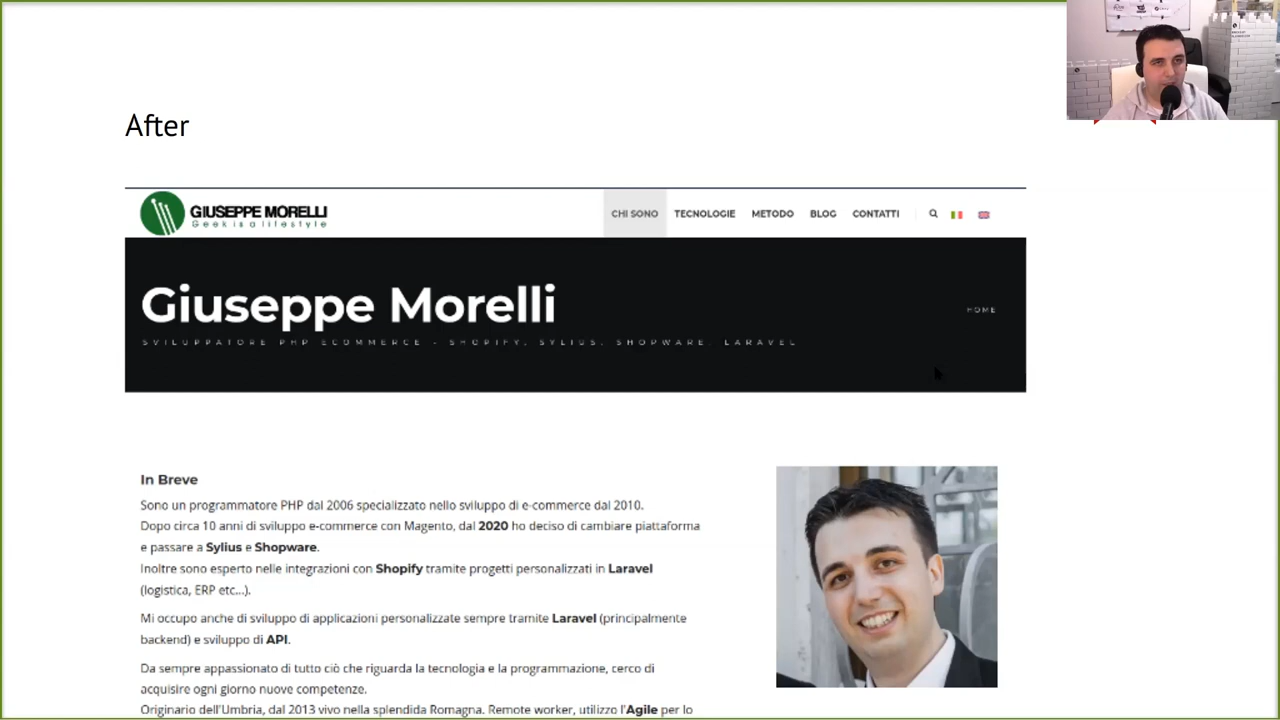 After
GIUSEPPE MORELLI
Geek is a lifestyle
CHI SONO TECNOLOGIE METODO BLOG CONTATTI
Giuseppe Morelli
HOME
SVILUPPATORE PHP ECOMMERCE - SHOPIFY, SYLIUS, SHOPWARE, LARAVEL
In Breve
Sono un programmatore PHP dal 2006 specializzato nello sviluppo di e-commerce dal 2010.
Dopo circa 10 anni di sviluppo e-commerce con Magento, dal 2020 ho deciso di cambiare piattaforma
e passare a Sylius e Shopware.
Inoltre sono esperto nelle integrazioni con Shopify tramite progetti personalizzati in Laravel
(logistica, ERP etc...).
Mi occupo anche di sviluppo di applicazioni personalizzate sempre tramite Laravel (principalmente
backend) e sviluppo di API.
Da sempre appassionato di tutto ciò che riguarda la tecnologia e la programmazione, cerco di
acquisire ogni giorno nuove competenze.
Originario dell'Umbria, dal 2013 vivo nella splendida Romagna. Remote worker, utilizzo l'Agile per lo